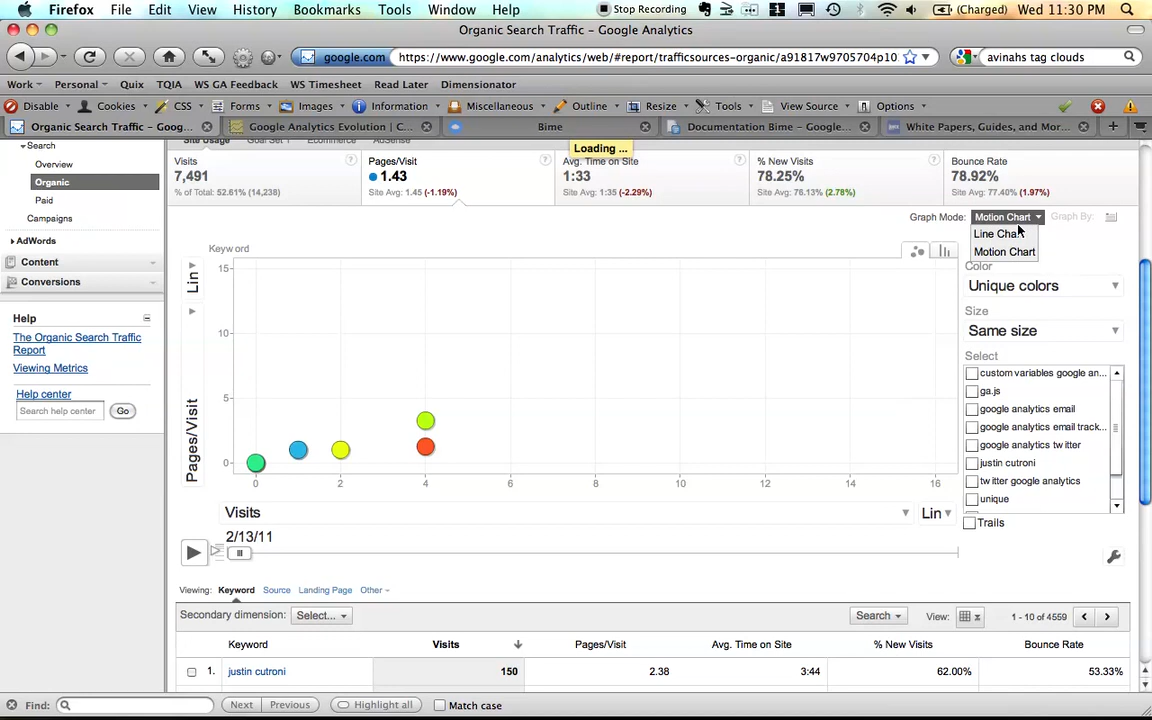 Firefox File Edit View History Bookmarks Tools Window Help Stop Recording (Charged) Wed 11:30 PM
Organic Search Traffic - Google Analytics
google.com https://www.google.com/analytics/web/#report/trafficsources-organic/a91817w9705704p10 avinahs tag clouds
Work Personal Quix TQIA WS GA Feedback WS Timesheet Read Later Dimensionator
Disable Cookies CSS Forms Images Information Miscellaneous Outline Resize Tools View Source Options
Organic Search Traffic - Goog... Google Analytics Evolution | C... Bime Documentation Bime - Google... White Papers, Guides, and Mor...
Search
Overview
Organic
Paid
Campaigns
AdWords
Content
Conversions
Help
The Organic Search Traffic
Report
Viewing Metrics
Help center
Search help center Go
Site Usage Goal Set 1 Ecommerce AdSense
Loading ...
Visits
7,491
% of Total: 52.61% (14,238)
Pages/Visit
1.43
Site Avg: 1.45 (-1.19%)
Avg. Time on Site
1:33
Site Avg: 1:35 (-2.29%)
% New Visits
78.25%
Site Avg: 76.13% (2.78%)
Bounce Rate
78.92%
Site Avg: 77.40% (1.97%)
Graph Mode: Motion Chart Graph By:
Line Chart
Motion Chart
Keyword
Lin
Pages/Visit
15
10
5
0
0 2 4 6 8 10 12 14 16
Visits Lin
2/13/11
Color
Unique colors
Size
Same size
Select
custom variables google an...
ga.js
google analytics email
google analytics email track...
google analytics twitter
justin cutroni
twitter google analytics
unique
Trails
Viewing: Keyword Source Landing Page Other
Secondary dimension: Select... Search View: 1 - 10 of 4559
Keyword Visits Pages/Visit Avg. Time on Site % New Visits Bounce Rate
1. justin cutroni 150 2.38 3:44 62.00% 53.33%
Find: Next Previous Highlight all Match case